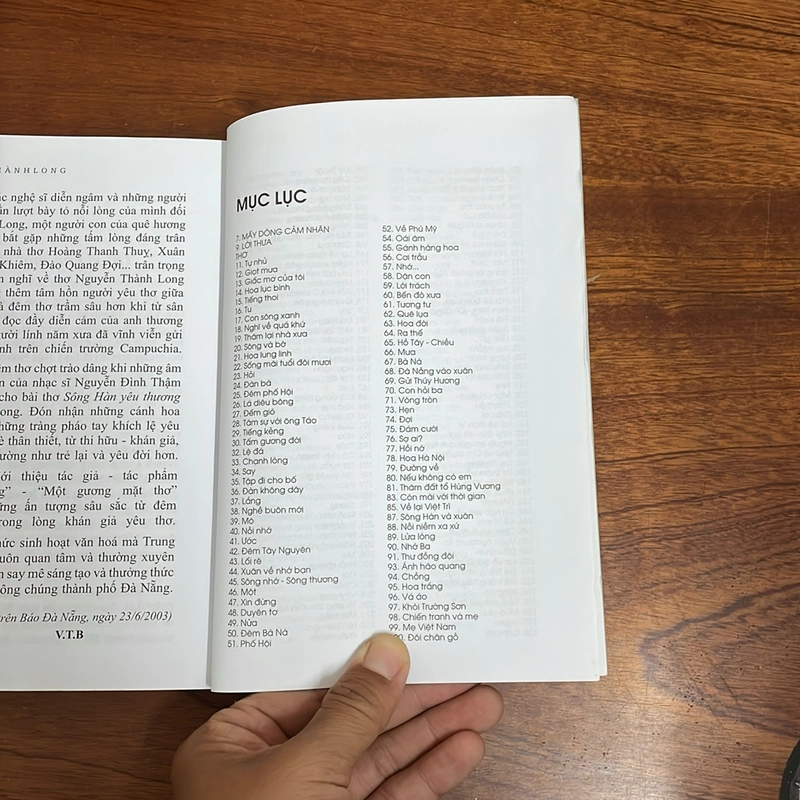 HÀNHLONG
ác nghệ sĩ diễn ngâm và những người
ần lượt bày tỏ nỗi lòng của mình đối
Long, một người con của quê hương
bắt gặp những tấm lòng đáng trân
nhà thơ Hoàng Thanh Thuỵ, Xuân
Khiêm, Đào Quang Đợi... trân trọng
n nghĩ về thơ Nguyễn Thành Long
thêm tâm hồn người yêu thơ giữa
à đêm thơ trầm sâu hơn khi từ sân
đọc đầy diễn cảm của anh thương
gười lính năm xưa đã vĩnh viễn gửi
nh trên chiến trường Campuchia.
êm thơ chợt trào dâng khi những âm
n của nhạc sĩ Nguyễn Đình Thậm
cho bài thơ Sông Hàn yêu thương
ong. Đón nhận những cánh hoa
hững tràng pháo tay khích lệ yêu
è thân thiết, từ thi hữu - khán giả,
ường như trẻ lại và yêu đời hơn.
ới thiệu tác giả - tác phẩm
g” - “Một gương mặt thơ”
ững ấn tượng sâu sắc từ đêm
rong lòng khán giả yêu thơ.
hức sinh hoạt văn hoá mà Trung
uôn quan tâm và thường xuyên
m say mê sáng tạo và thưởng thức
ông chúng thành phố Đà Nẵng.
rên Báo Đà Nẵng, ngày 23/6/2003)
V.T.B
MỤC LỤC
7. MẤY DÒNG CẢM NHẬN
9. LỜI THƯA
THƠ
11. Tự nhủ
12. Giọt mưa
13. Giấc mơ của tôi
14. Hoa lục bình
15. Tiếng thoi
16. Tu
17. Con sông xanh
18. Nghĩ về quá khứ
19. Thăm lại nhà xưa
20. Sóng và bờ
21. Hoa lung linh
22. Sống mãi tuổi đôi mươi
23. Hỏi
24. Đàn bà
25. Đêm phố Hội
26. Lá diêu bông
27. Đếm gió
28. Tâm sự với ông Táo
29. Tiếng kẻng
30. Tấm gương đời
32. Lệ đá
33. Chạnh lòng
34. Say
35. Tập đi cho bố
36. Đàn không dây
37. Lắng
38. Nghề buôn mới
39. Mỏ
40. Nỗi nhớ
41. Ước
42. Đêm Tây Nguyên
43. Lối rẽ
44. Xuân về nhớ bạn
45. Sông nhớ - Sông thương
46. Một
47. Xin đừng
48. Duyên tơ
49. Nửa
50. Đêm Bà Nà
51. Phố Hội
52. Về Phú Mỹ
54. Oái ăm
55. Gánh hàng hoa
56. Cơi trầu
57. Nhớ...
58. Dặn con
59. Lời trách
60. Bến đò xưa
61. Tương tư
62. Quê lụa
63. Hoa đời
64. Ra thế
65. Hồ Tây - Chiều
66. Mưa
67. Bà Nà
68. Đà Nẵng vào xuân
69. Gửi Thúy Hương
70. Con hỏi ba
71. Vòng tròn
73. Hẹn
74. Đợi
75. Đám cưới
76. Sợ ai?
77. Hỏi nó
78. Hoa Hà Nội
79. Đường về
80. Nếu không có em
81. Thăm đất tổ Hùng Vương
83. Còn mãi với thời gian
85. Về lại Việt Trì
87. Sông Hàn và xuân
88. Nỗi niềm xa xứ
89. Lửa lòng
90. Nhớ Ba
91. Thư đồng đội
93. Ánh hào quang
94. Chồng
95. Hoa trắng
96. Vá áo
97. Khói Trường Sơn
98. Chiến tranh và mẹ
99. Mẹ Việt Nam
Đôi chân gỗ